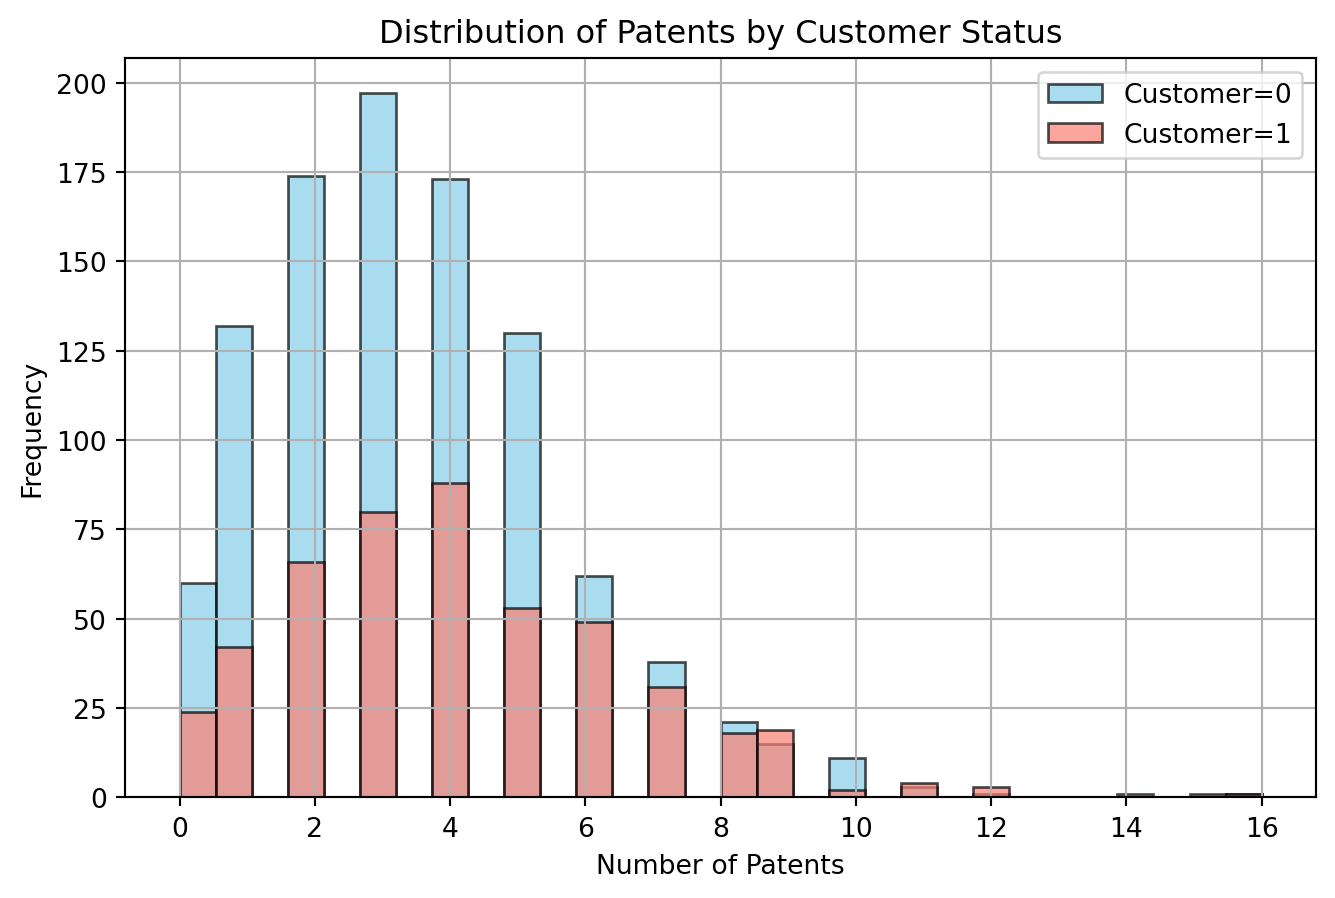 Distribution of Patents by Customer Status
Customer=0
Customer=1
Frequency
200
175
150
125
100
75
50
25
0
0 2 4 6 8 10 12 14 16
Number of Patents